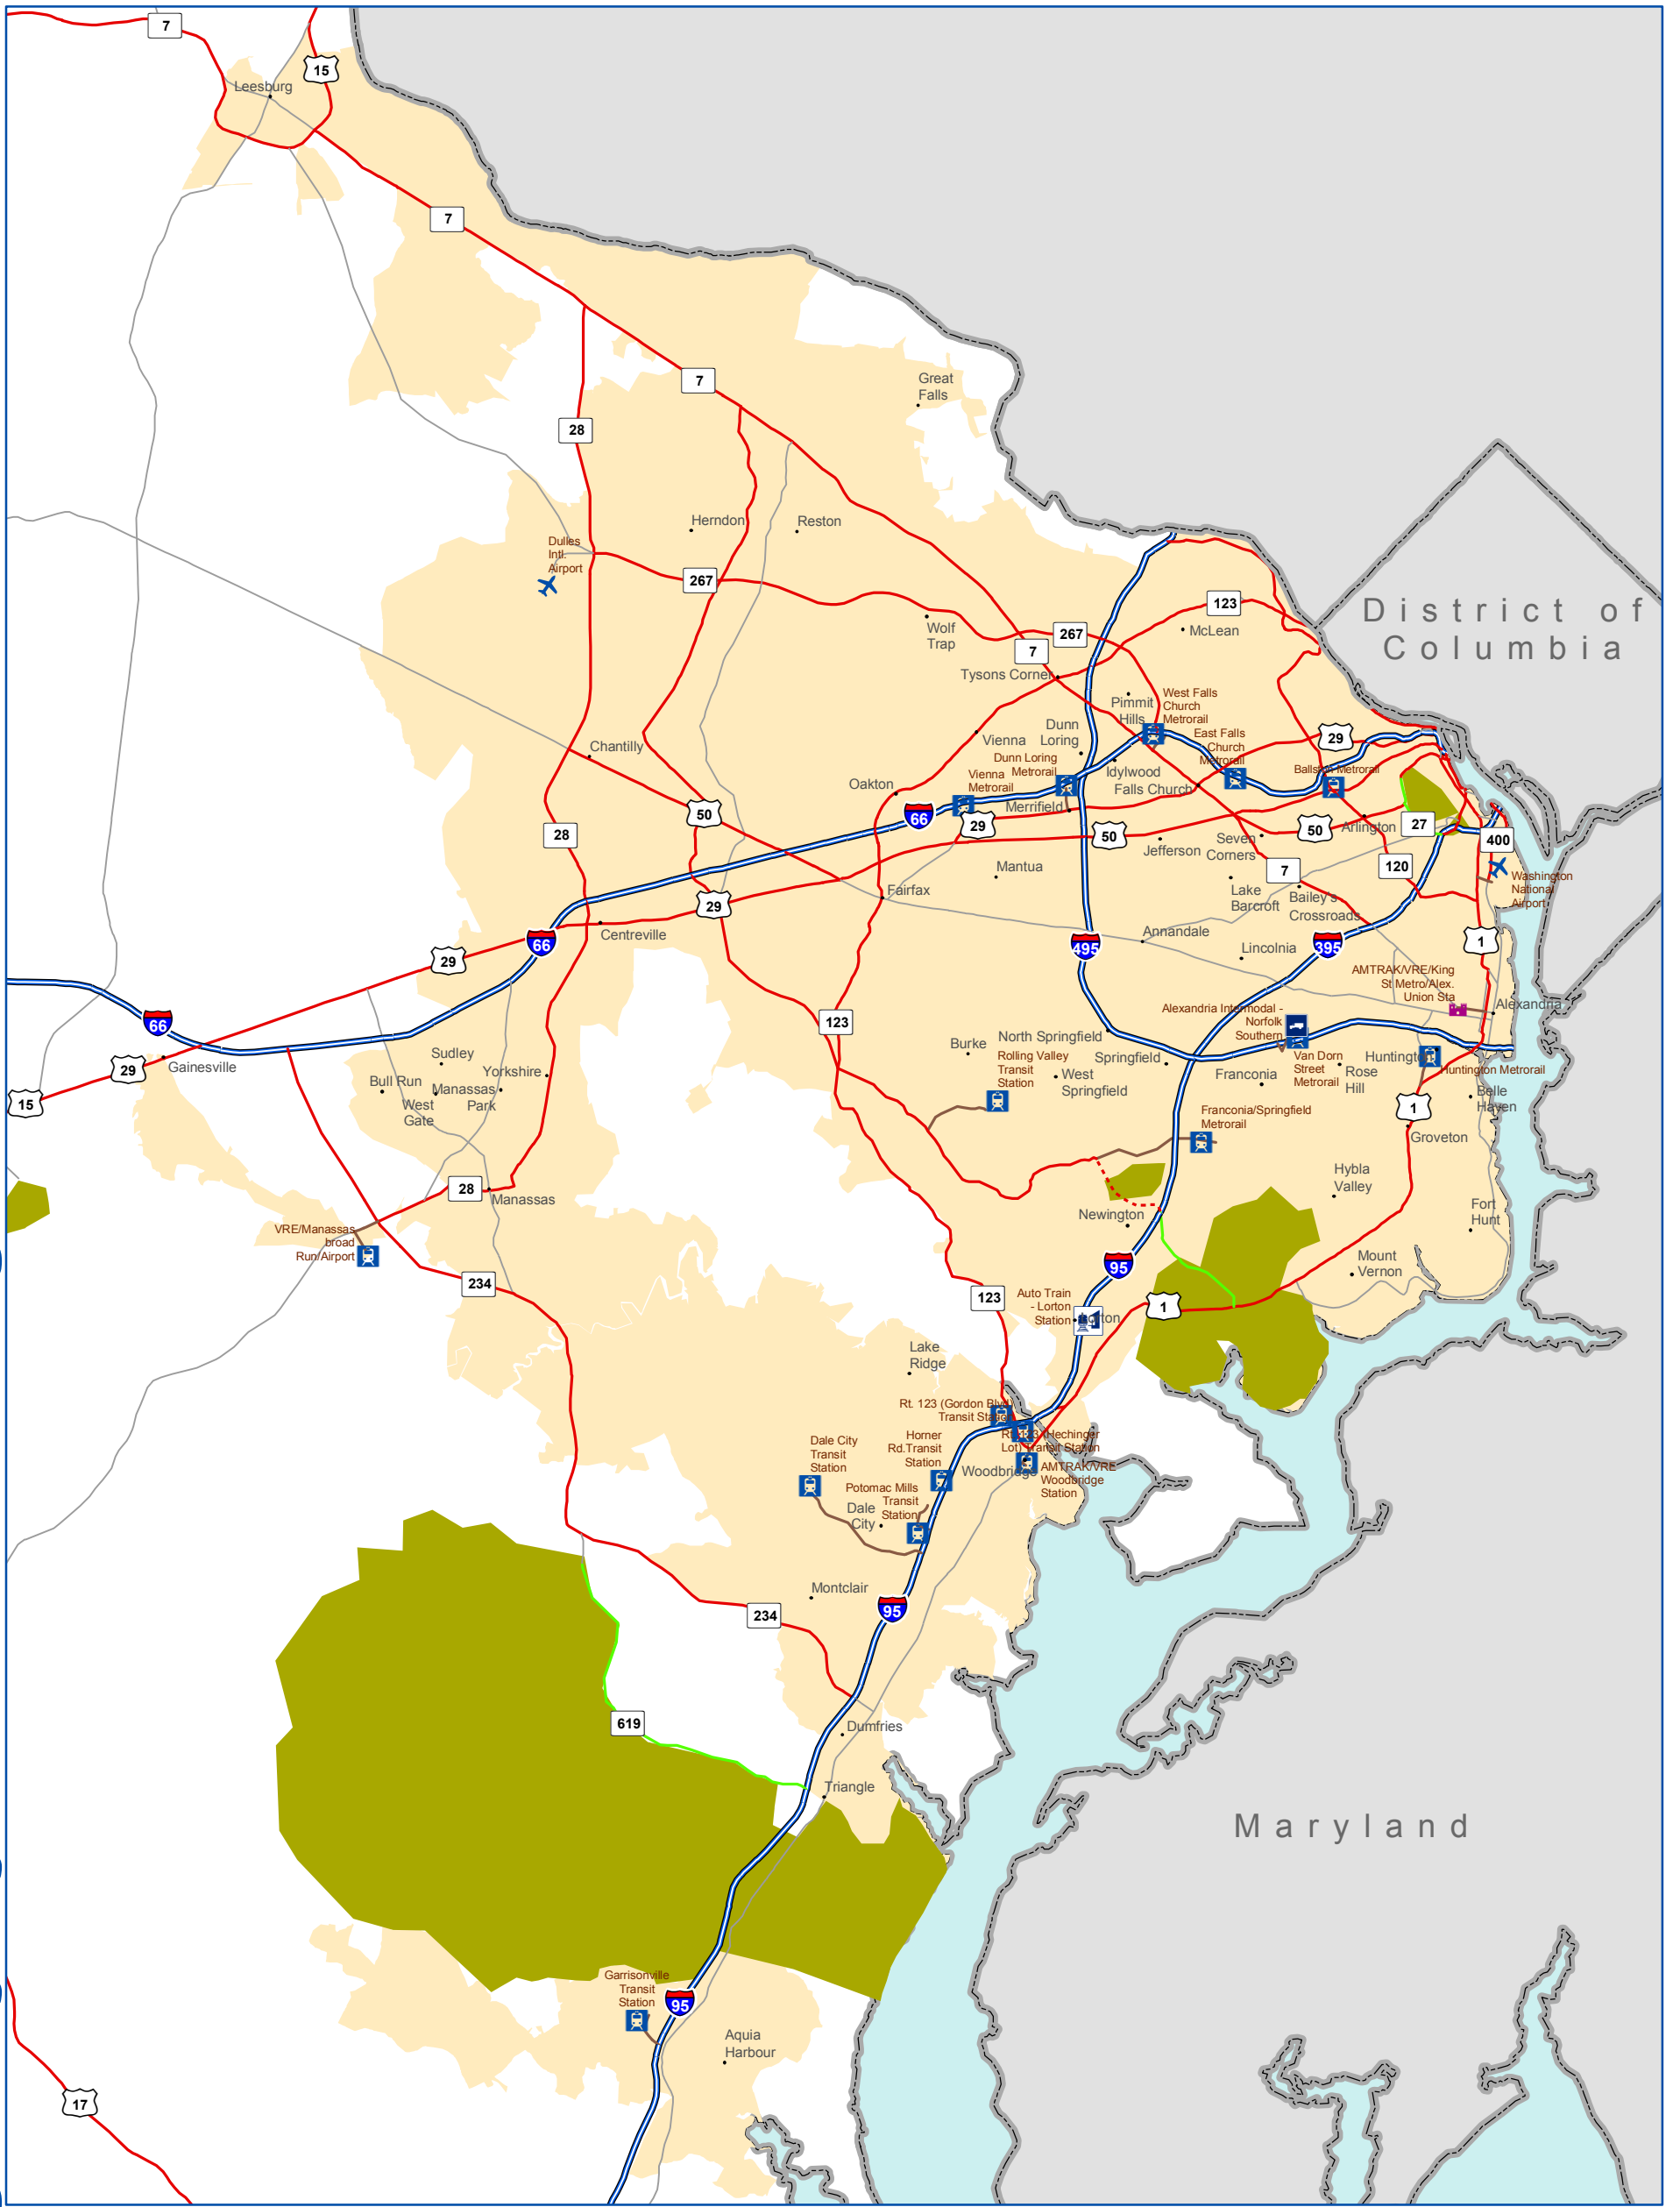 7
15
Leesburg
7
7
Great
Falls
28
Herndon
Reston
Dulles
Intl.
Airport
267
123
District of
Columbia
Wolf
Trap
267
McLean
7
Tysons Corner
Pimmit
Hills
West Falls
Church
Metrorail
Dunn
Loring
East Falls
Church
Metrorail
29
Chantilly
Vienna
Dunn Loring
Metrorail
Idylwood
Ballston Metrorail
Oakton
Vienna
Metrorail
Falls Church
Merrifield
50
66
29
28
50
50
Arlington
27
400
Jefferson
Seven
Corners
7
120
Mantua
Washington
National
Airport
Lake
Barcroft
Bailey's
Crossroads
Fairfax
29
Centreville
66
29
495
Annandale
Lincolnia
395
1
AMTRAK/VRE/King
St Metro/Alex.
Union Sta
Alexandria
66
123
Alexandria Intermodal -
Norfolk
Southern
North Springfield
Burke
Rolling Valley
Transit
Station
Springfield
Van Dorn
Street
Metrorail
Huntington
Huntington Metrorail
Gainesville
29
Sudley
Yorkshire
Bull Run
Manassas
Park
West
Gate
West
Springfield
Franconia
Rose
Hill
15
Belle
Haven
1
Franconia/Springfield
Metrorail
Groveton
Hybla
Valley
28
Manassas
Newington
Fort
Hunt
VRE/Manassas
broad
Run/Airport
95
Mount
Vernon
234
123
Auto Train
- Lorton
Station
Lorton
1
Lake
Ridge
Rt. 123 (Gordon Blvd)
Transit Station
Dale City
Transit
Station
Horner
Rd.Transit
Station
Rt. 123 (Hechinger
Lot) Transit Station
Woodbridge
AMTRAK/VRE
Woodbridge
Station
Potomac Mills
Transit
Station
Dale
City
Montclair
95
234
619
Dumfries
Triangle
Maryland
Garrisonville
Transit
Station
95
Aquia
Harbour
17